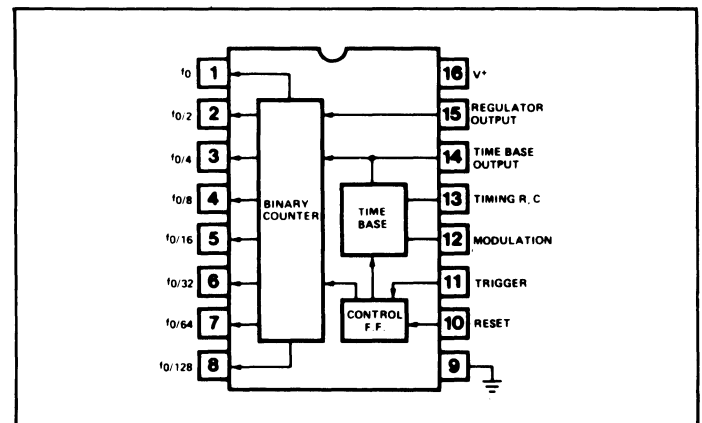 f0 1
f0/2 2
f0/4 3
f0/8 4
f0/16 5
f0/32 6
f0/64 7
f0/128 8
BINARY
COUNTER
TIME
BASE
CONTROL
F.F.
16 V+
15 REGULATOR
OUTPUT
14 TIME BASE
OUTPUT
13 TIMING R, C
12 MODULATION
11 TRIGGER
10 RESET
9